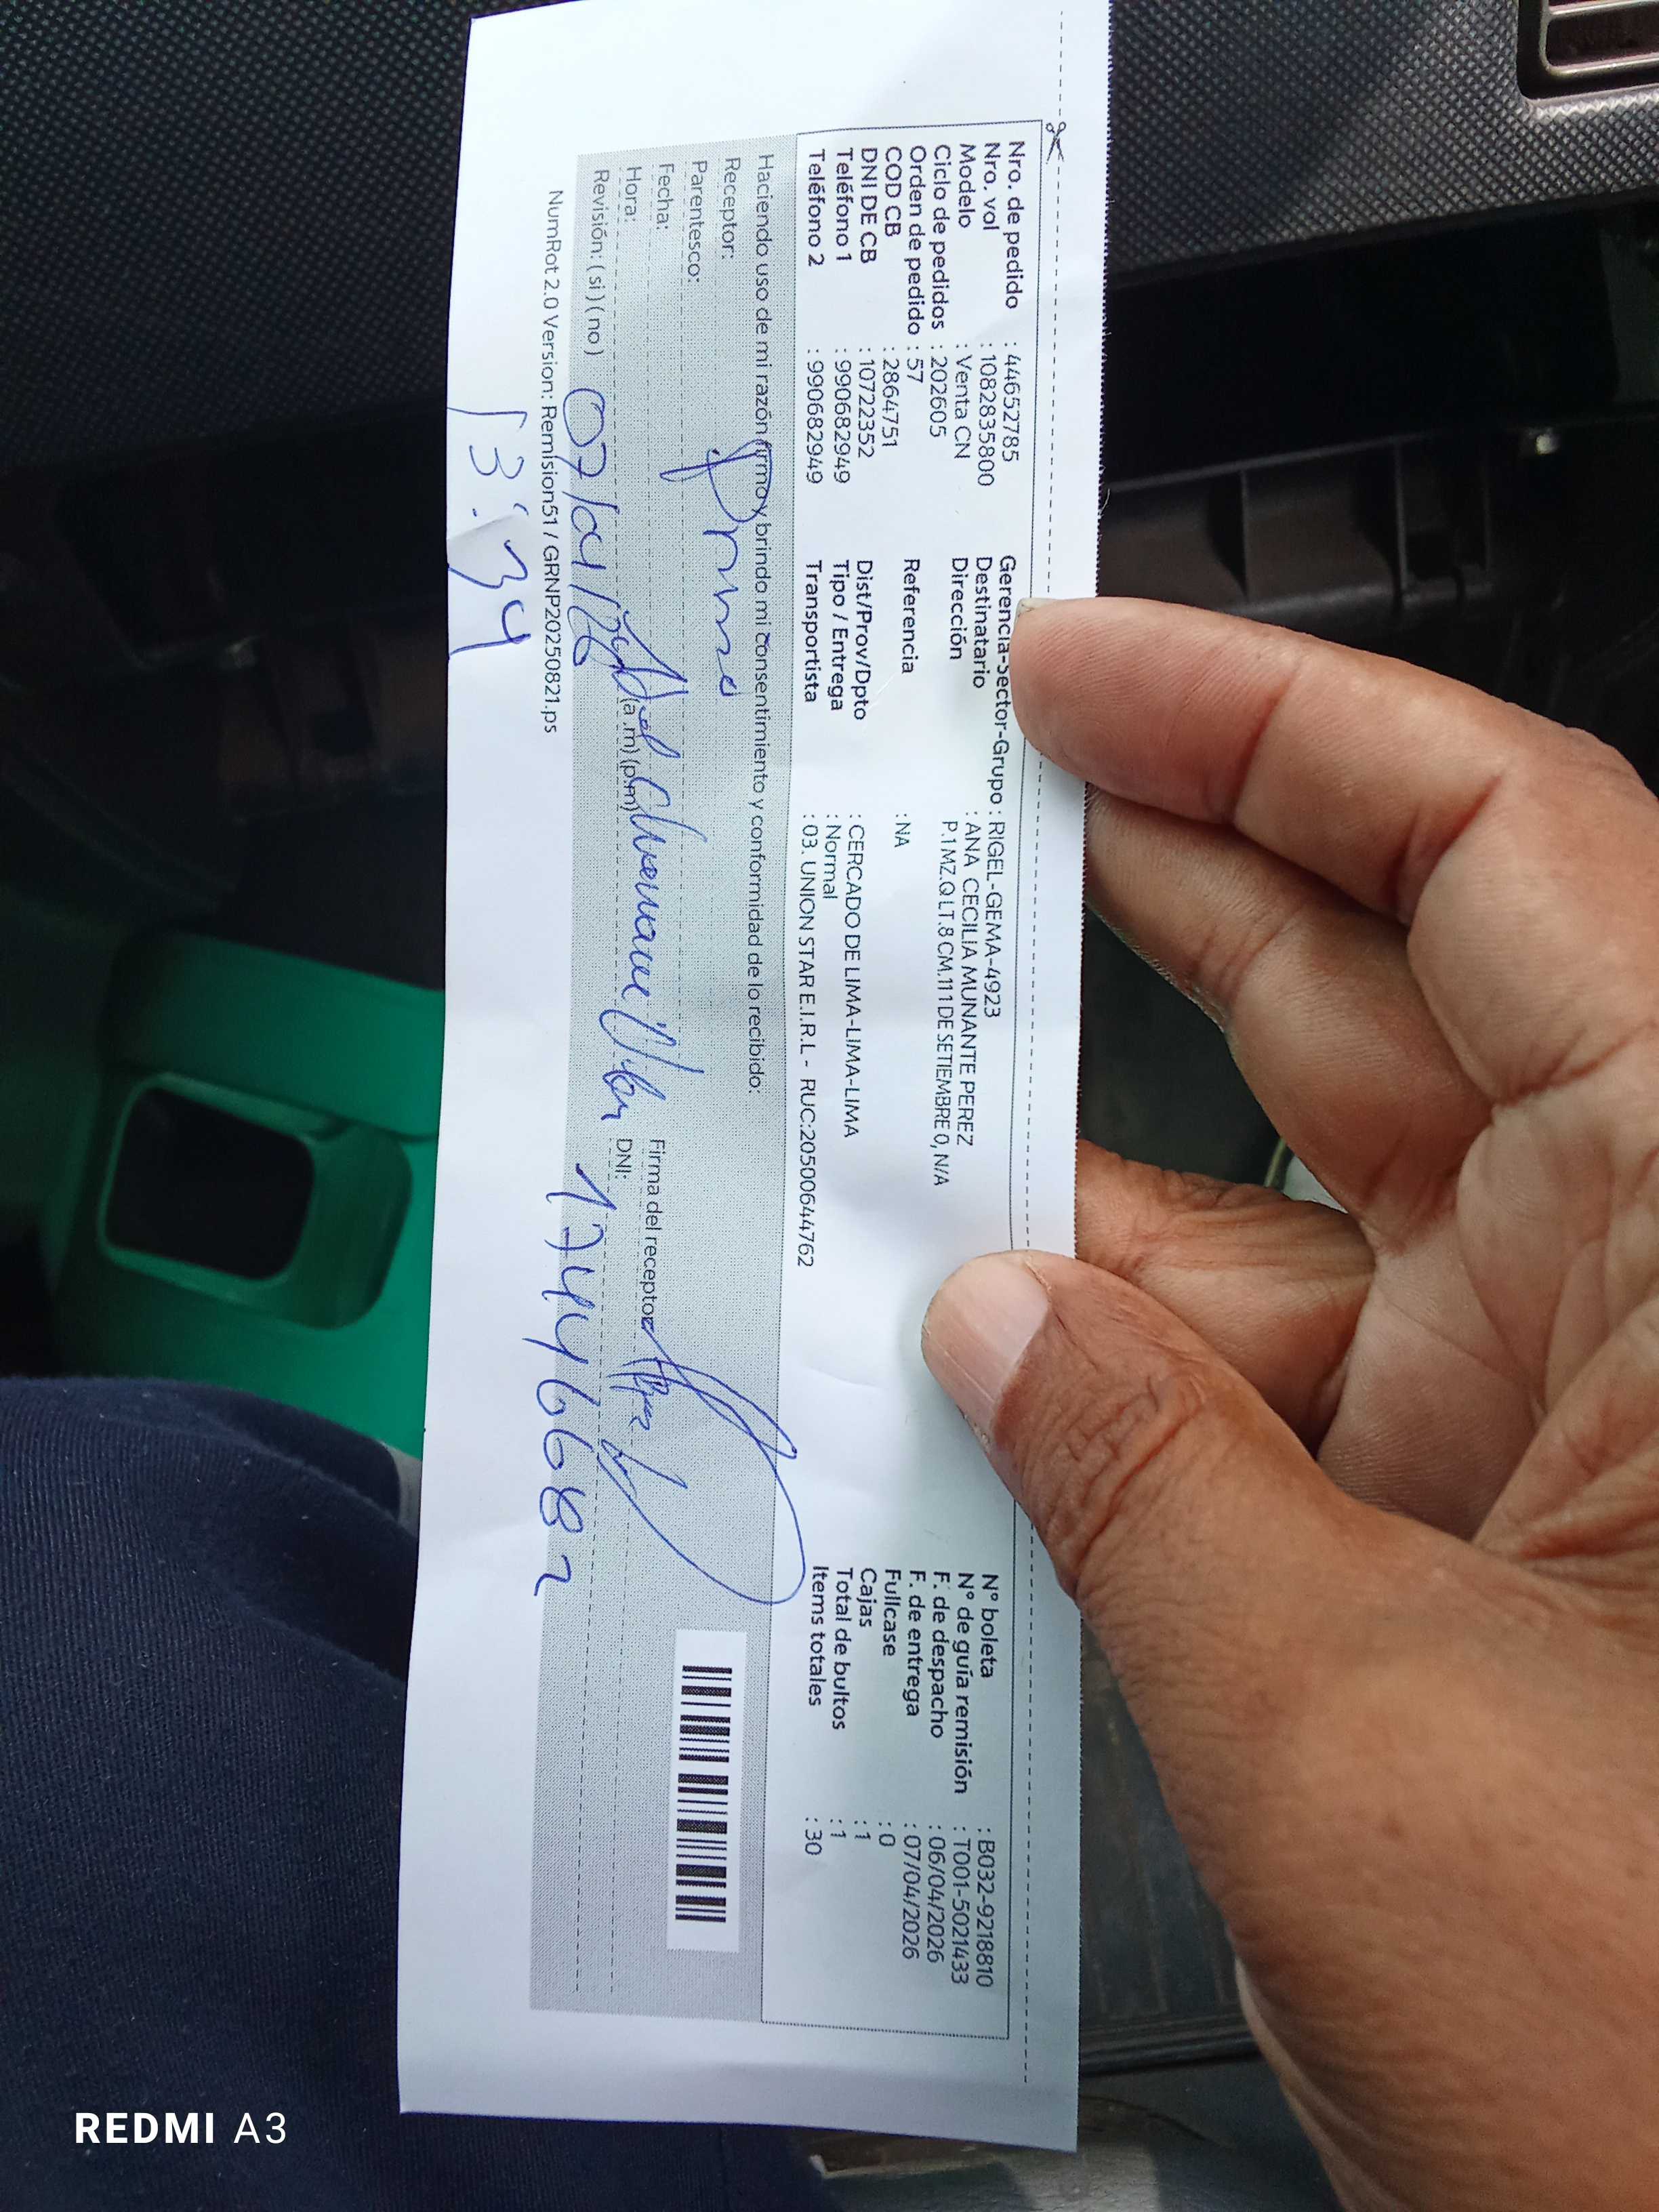 Nro. de pedido : 44652785
Nro. vol : 1082835800
Modelo : Venta CN
Ciclo de pedidos : 202605
Orden de pedido : 57
COD CB : 2864751
DNI DE CB : 10722352
Teléfono 1 : 990682949
Teléfono 2 : 990682949
Gerencia-Sector-Grupo : RIGEL-GEMA-4923
Destinatario : ANA CECILIA MUNANTE PEREZ
Dirección P.1 MZ.Q LT.8 CM.11 1 DE SETIEMBRE 0, N/A
Referencia : NA
Dist/Prov/Dpto : CERCADO DE LIMA-LIMA-LIMA
Tipo / Entrega : Normal
Transportista : 03. UNION STAR E.I.R.L - RUC:20500644762
N° boleta : B032-9218810
N° de guía remisión : T001-5021433
F. de despacho : 06/04/2026
F. de entrega : 07/04/2026
Fullcase : 0
Cajas : 1
Total de bultos : 1
Items totales : 30
Haciendo uso de mi razón firmo y brindo mi consentimiento y conformidad de lo recibido:
Receptor:
Parentesco:
Fecha:
Hora: (a.m) (p.m)
Revisión: ( si ) ( no ) 07/04/26
Firma del receptor:
DNI: 17446682
NumRot 2.0 Version: Remision51 / GRNP20250821.ps
13:34
REDMI A3